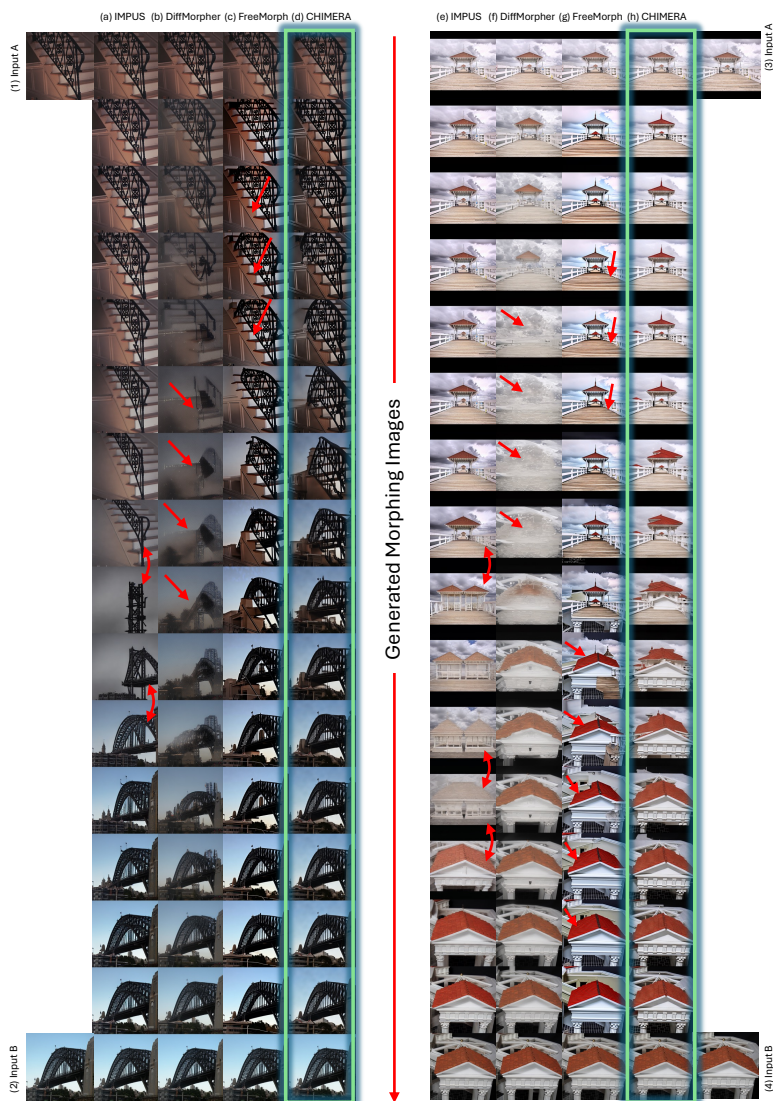 (a) IMPUS (b) DiffMorpher (c) FreeMorph (d) CHIMERA
(e) IMPUS (f) DiffMorpher (g) FreeMorph (h) CHIMERA
(1) Input A
(3) Input A
Generated Morphing Images
(2) Input B
(4) Input B